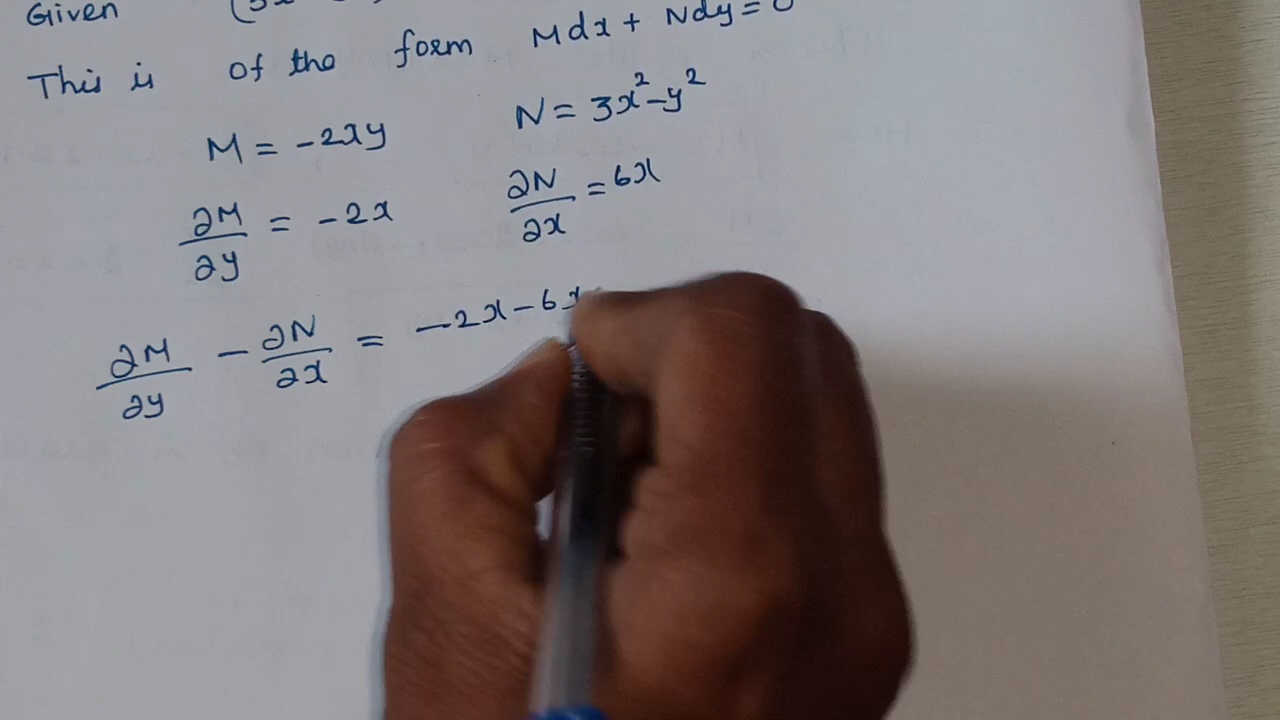 Given
This is of the form Mdx + Ndy = 0
M = -2xy N = 3x²-y²
∂M/∂y = -2x ∂N/∂x = 6x
∂M/∂y - ∂N/∂x = -2x-6x